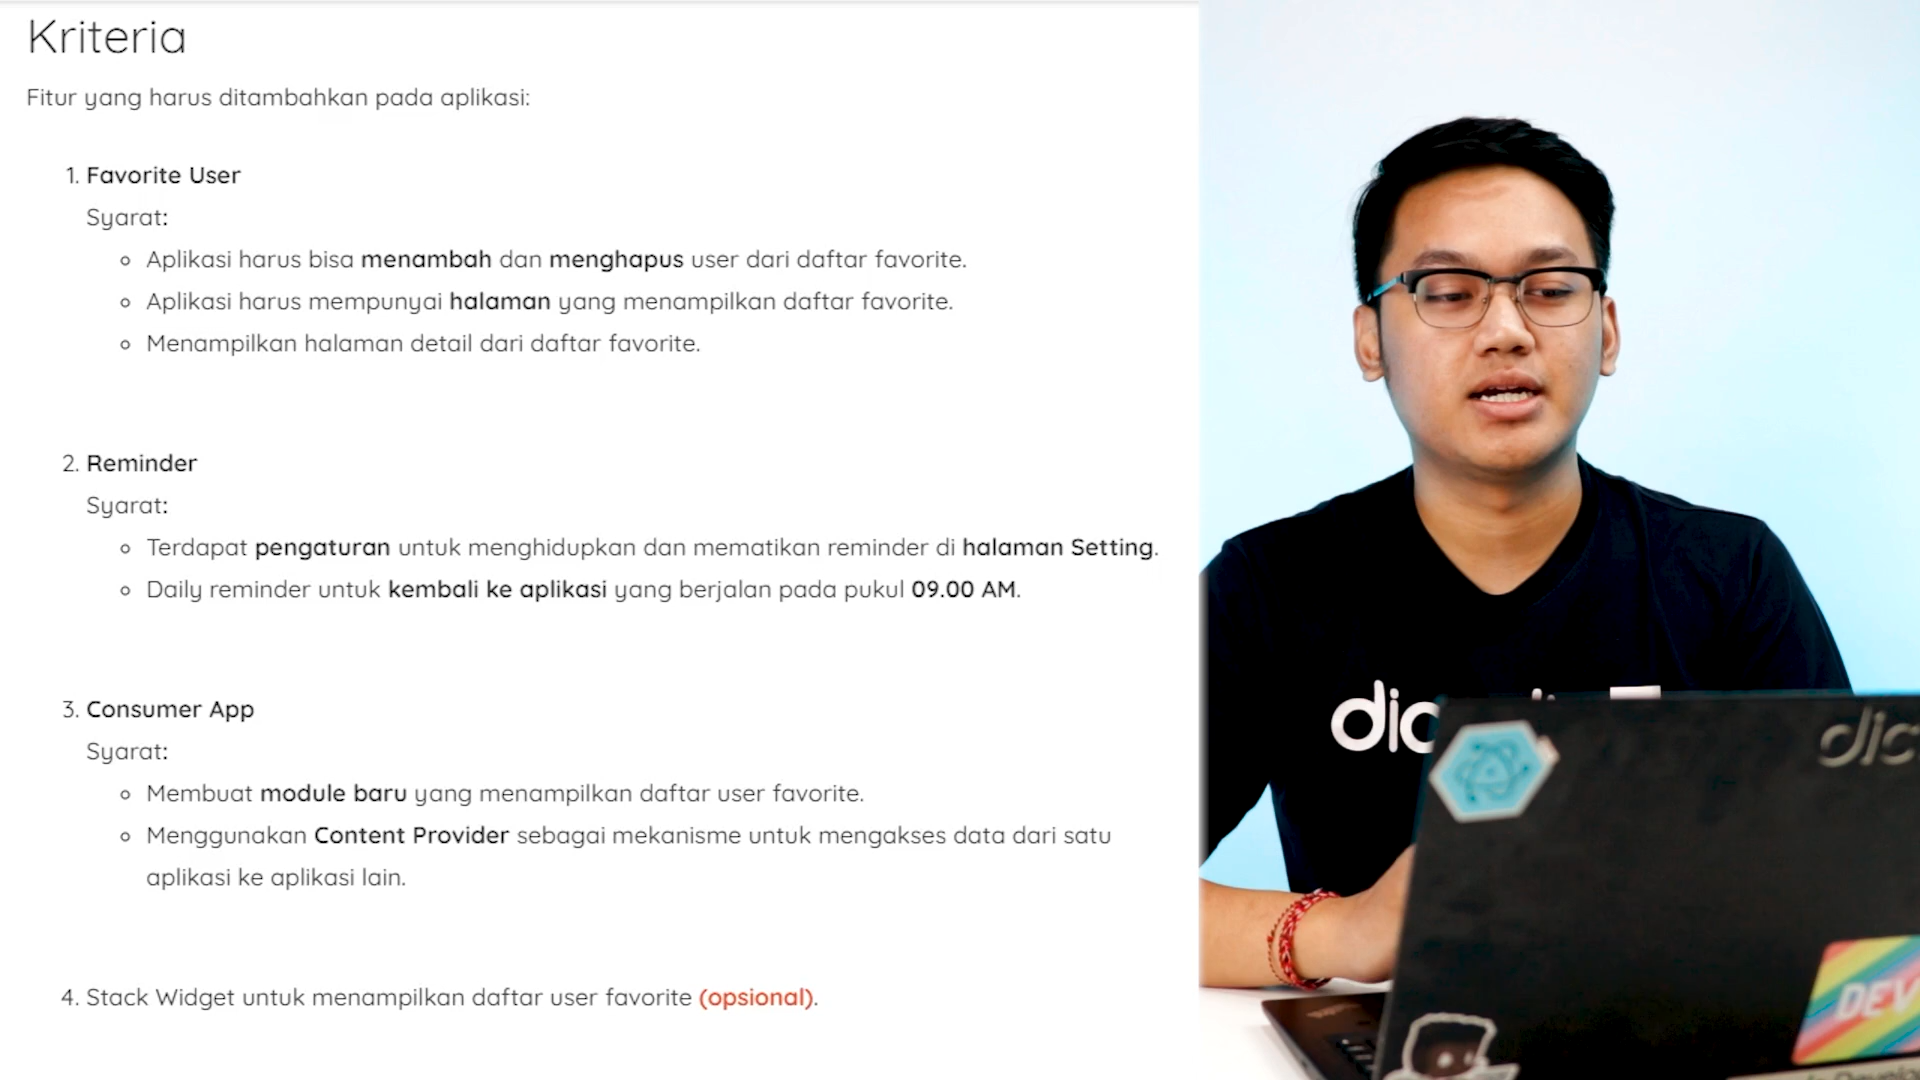 Kriteria
Fitur yang harus ditambahkan pada aplikasi:
1. Favorite User
Syarat:
Aplikasi harus bisa menambah dan menghapus user dari daftar favorite.
Aplikasi harus mempunyai halaman yang menampilkan daftar favorite.
Menampilkan halaman detail dari daftar favorite.
2. Reminder
Syarat:
Terdapat pengaturan untuk menghidupkan dan mematikan reminder di halaman Setting.
Daily reminder untuk kembali ke aplikasi yang berjalan pada pukul 09.00 AM.
3. Consumer App
Syarat:
Membuat module baru yang menampilkan daftar user favorite.
Menggunakan Content Provider sebagai mekanisme untuk mengakses data dari satu
aplikasi ke aplikasi lain.
4. Stack Widget untuk menampilkan daftar user favorite (opsional).
dic
dic
DEV